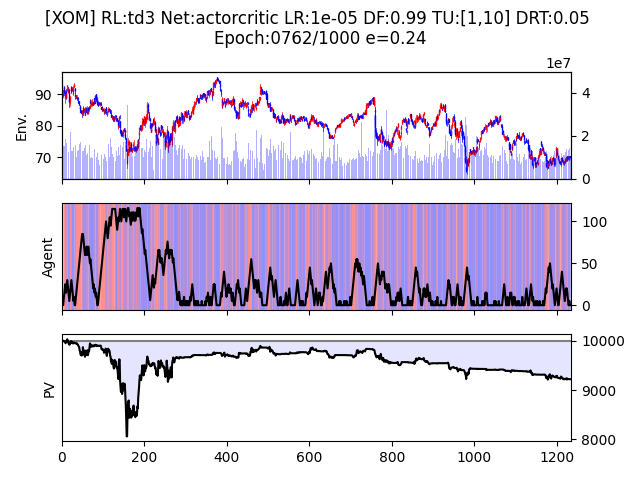 [XOM] RL:td3 Net:actorcritic LR:1e-05 DF:0.99 TU:[1,10] DRT:0.05
Epoch:0762/1000 e=0.24
1e7
Env.
90
80
70
4
2
0
Agent
100
50
0
PV
10000
9000
8000
0 200 400 600 800 1000 1200